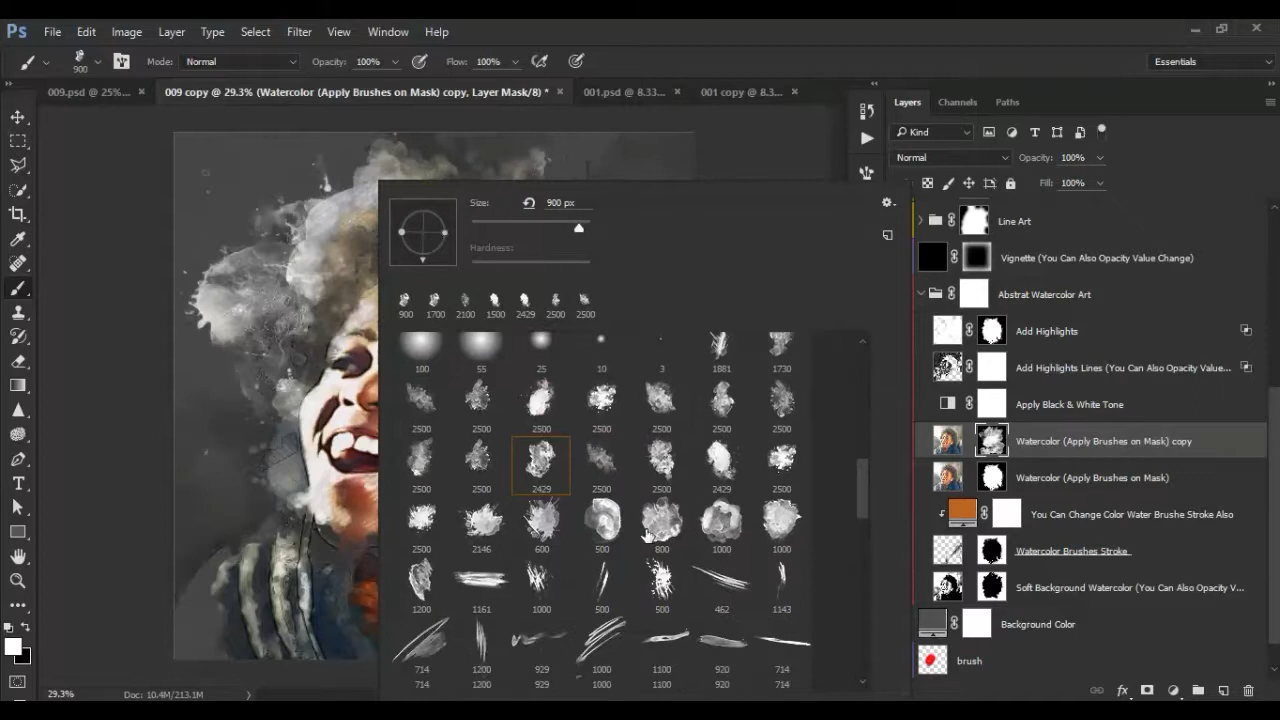 Ps File Edit Image Layer Type Select Filter View Window Help
900 Mode: Normal Opacity: 100% Flow: 100% Essentials
009.psd @ 25%... × 009 copy @ 29.3% (Watercolor (Apply Brushes on Mask) copy, Layer Mask/8) * × 001.psd @ 8.33... × 001 copy @ 8.3... ×
Layers Channels Paths
Kind
Normal Opacity: 100%
Fill: 100%
Size: 900 px
Hardness:
900 1700 2100 1500 2429 2500 2500
100 55 25 10 3 1881 1730
2500 2500 2500 2500 2500 2500 2500
2500 2500 2429 2500 2500 2429 2500
2500 2146 600 500 800 1000 1000
1200 1161 1000 500 500 462 1143
714 1200 929 1000 1100 920 714
714 1200 929 1000 1100 920 714
Line Art
Vignette (You Can Also Opacity Value Change)
Abstrat Watercolor Art
Add Highlights
Add Highlights Lines (You Can Also Opacity Value...
Apply Black & White Tone
Watercolor (Apply Brushes on Mask) copy
Watercolor (Apply Brushes on Mask)
You Can Change Color Water Brushe Stroke Also
Watercolor Brushes Stroke
Soft Background Watercolor (You Can Also Opacity V...
Background Color
brush
29.3% Doc: 10.4M/213.1M
fx